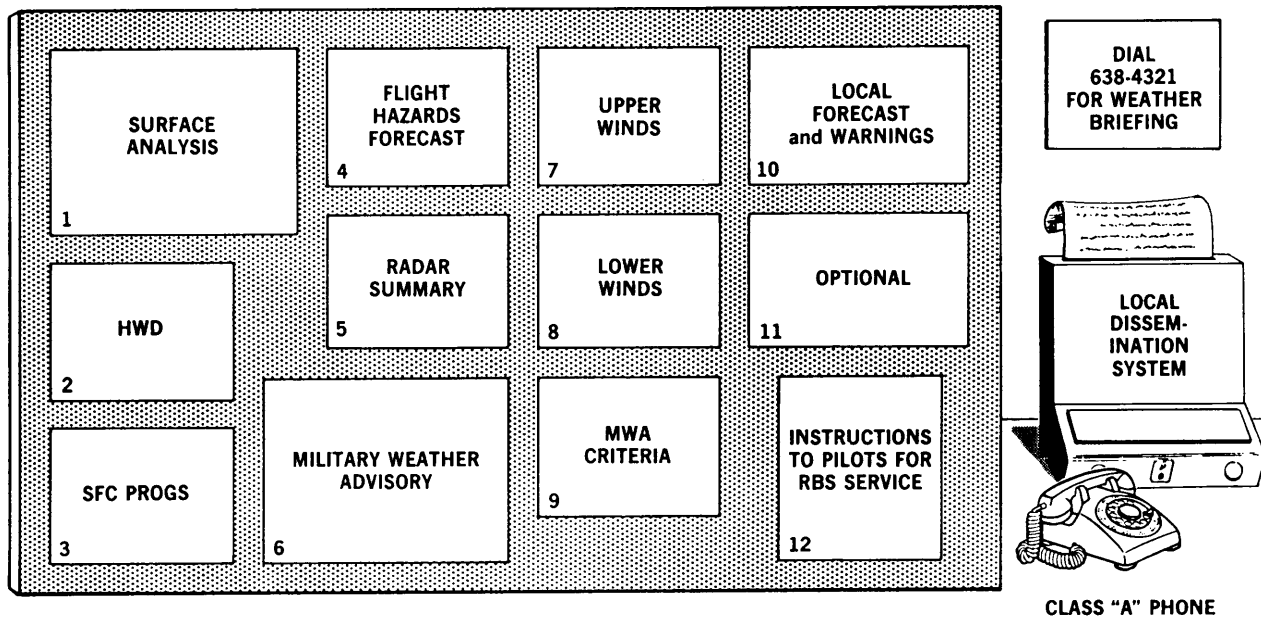 SURFACE
ANALYSIS
1
HWD
2
SFC PROGS
3
FLIGHT
HAZARDS
FORECAST
4
RADAR
SUMMARY
5
MILITARY WEATHER
ADVISORY
6
UPPER
WINDS
7
LOWER
WINDS
8
MWA
CRITERIA
9
LOCAL
FORECAST
and WARNINGS
10
OPTIONAL
11
INSTRUCTIONS
TO PILOTS FOR
RBS SERVICE
12
DIAL
638-4321
FOR WEATHER
BRIEFING
LOCAL
DISSEM-
INATION
SYSTEM
CLASS "A" PHONE